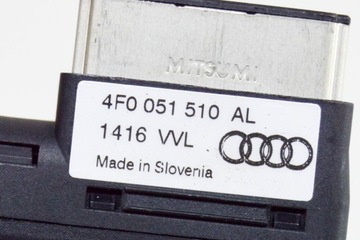 MITSUMI
4F0 051 510 AL
1416 VVL
Made in Slovenia